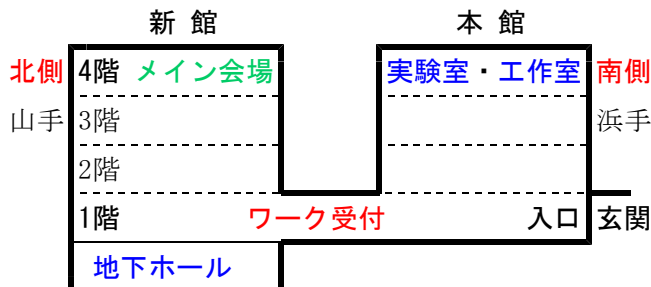 新館 本館
北側 4階 メイン会場 実験室・工作室 南側
山手 3階 浜手
2階
1階 ワーク受付 入口 玄関
地下ホール